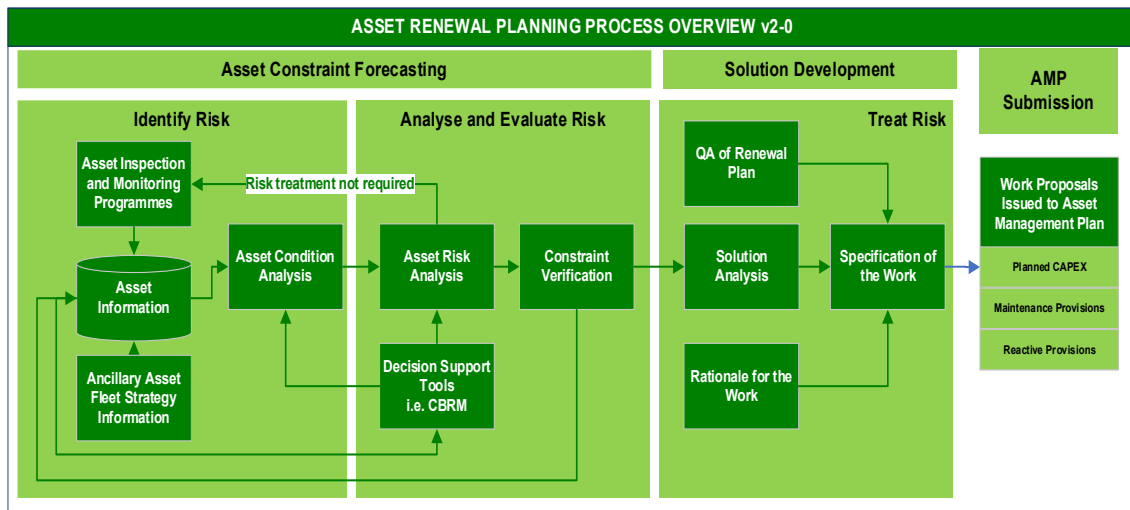 ASSET RENEWAL PLANNING PROCESS OVERVIEW v2-0
Asset Constraint Forecasting
Solution Development
AMP
Submission
Identify Risk
Analyse and Evaluate Risk
Treat Risk
Asset Inspection
and Monitoring
Programmes
Risk treatment not required
QA of Renewal
Plan
Work Proposals
Issued to Asset
Management Plan
Asset
Information
Asset Condition
Analysis
Asset Risk
Analysis
Constraint
Verification
Solution
Analysis
Specification of
the Work
Planned CAPEX
Maintenance Provisions
Reactive Provisions
Ancillary Asset
Fleet Strategy
Information
Decision Support
Tools
i.e. CBRM
Rationale for the
Work